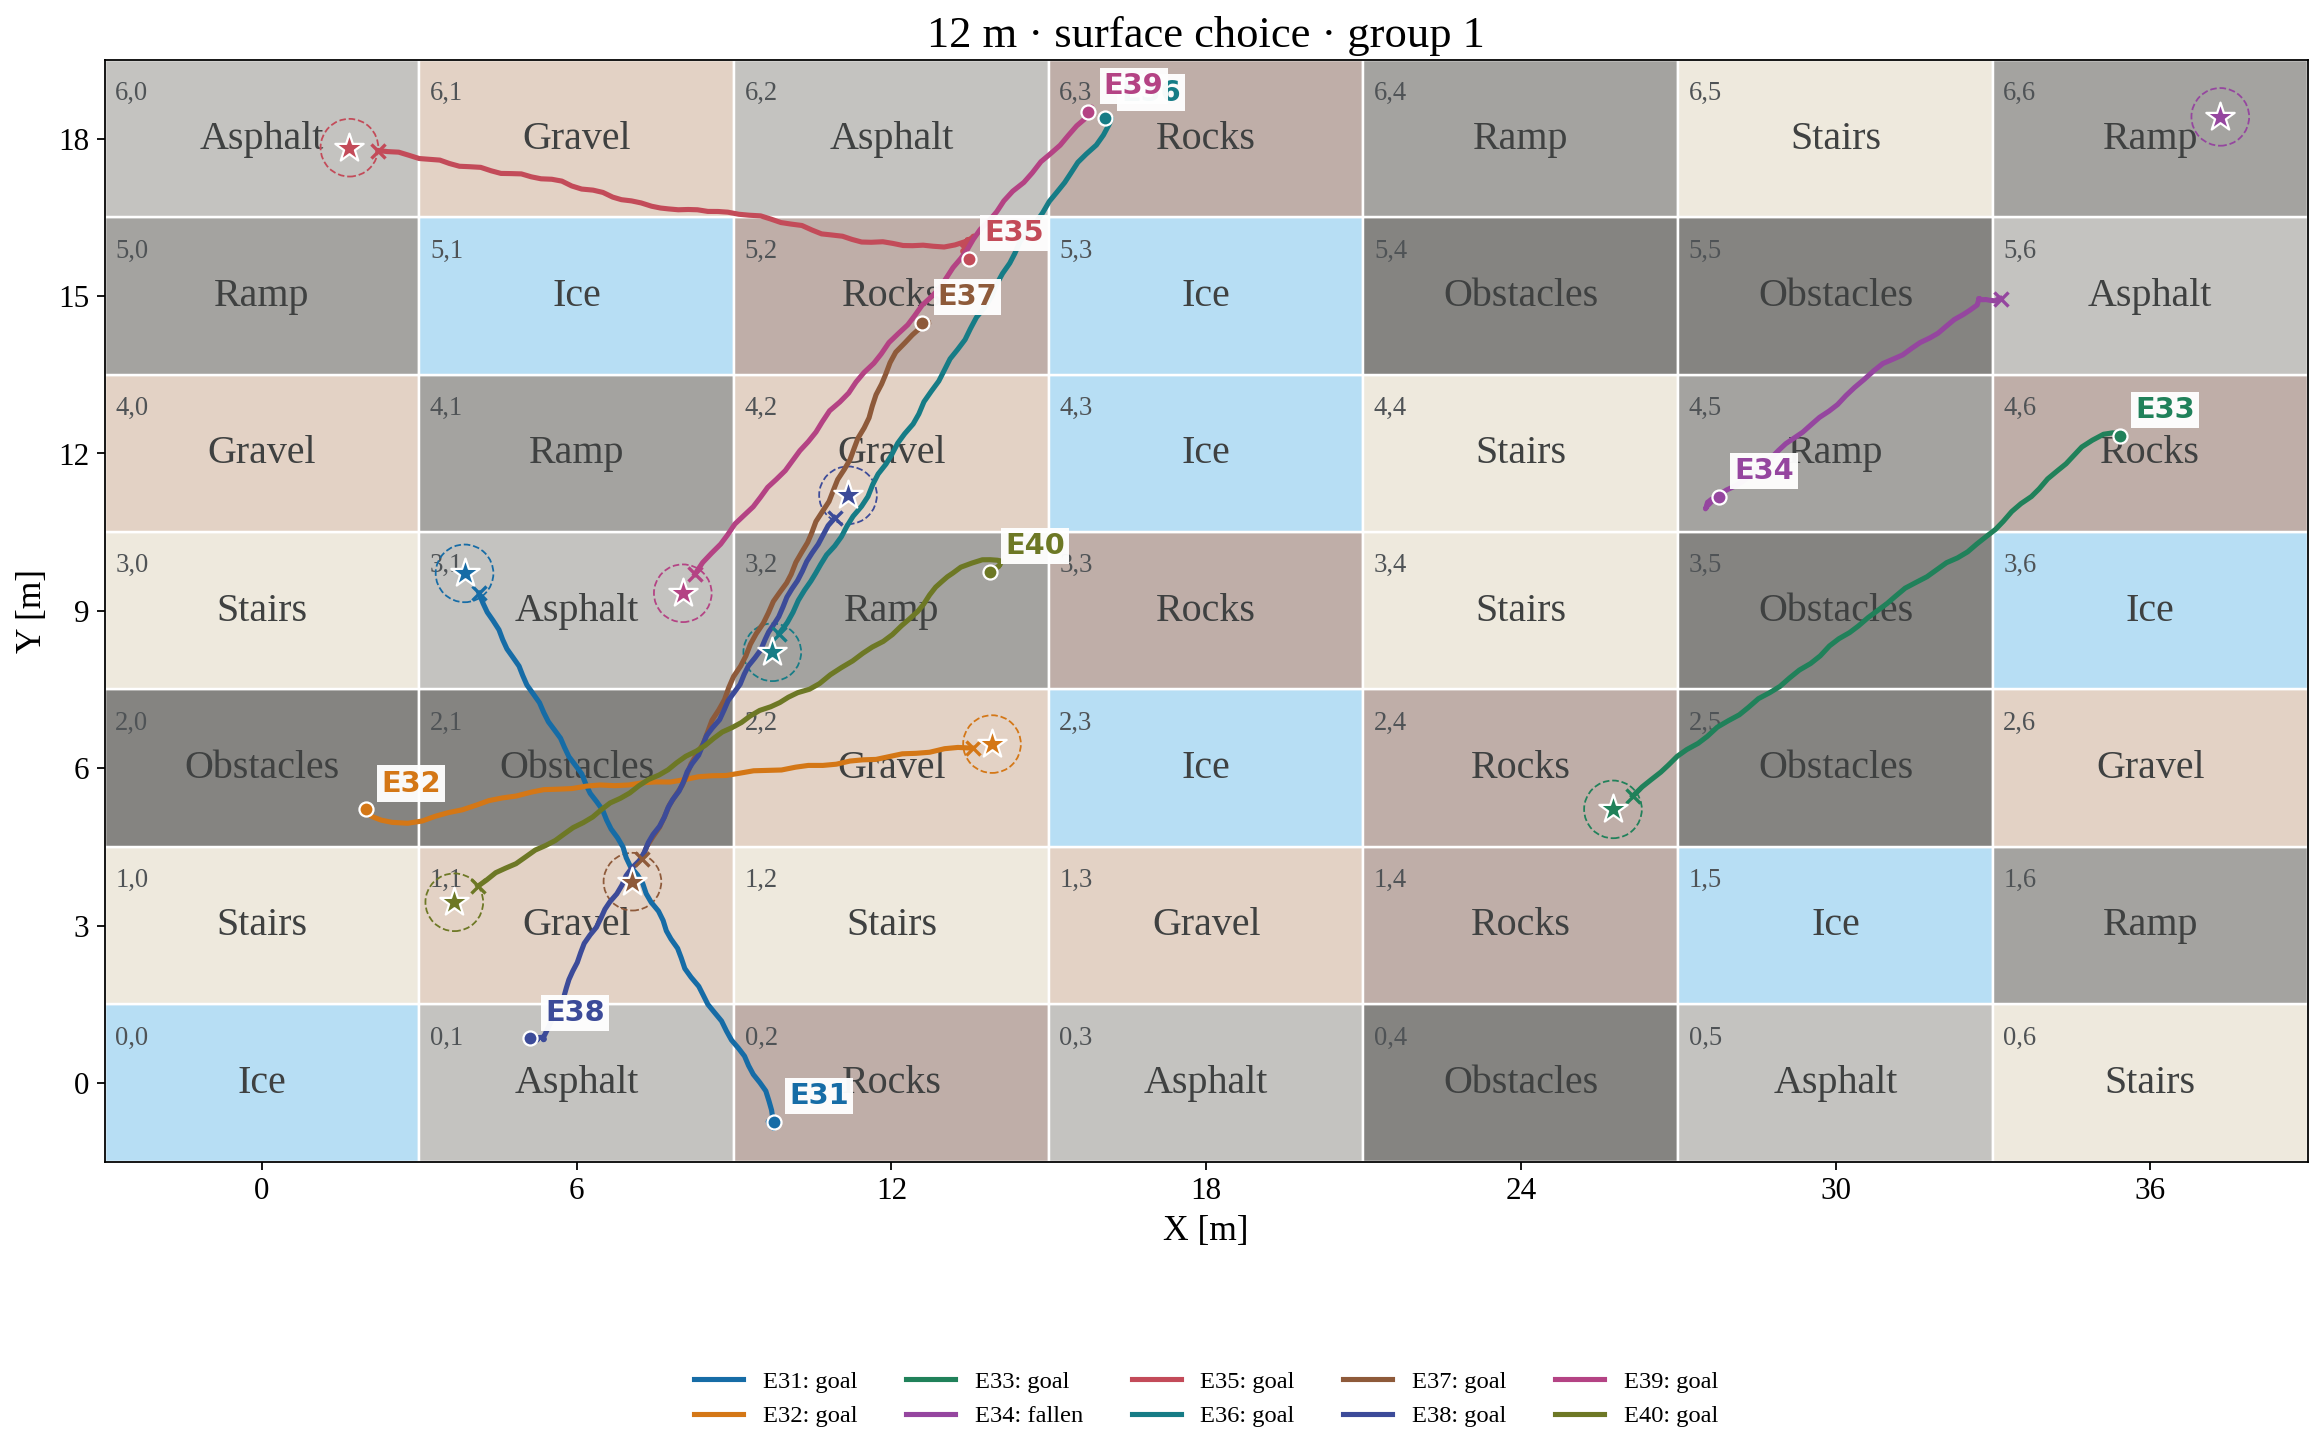 12 m · surface choice · group 1
6,0 6,1 6,2 6,3 E39 6 6,4 6,5 6,6
Asphalt Gravel Asphalt Rocks Ramp Stairs Ramp
5,0 5,1 5,2 E35 5,3 5,4 5,5 5,6
Ramp Ice Rocks E37 Ice Obstacles Obstacles Asphalt
4,0 4,1 4,2 4,3 4,4 4,5 4,6 E33
Gravel Ramp Gravel Ice Stairs E34 Ramp Rocks
3,0 3,1 3,2 E40 3,3 3,4 3,5 3,6
Stairs Asphalt Ramp Rocks Stairs Obstacles Ice
2,0 2,1 2,2 2,3 2,4 2,5 2,6
Obstacles E32 Obstacles Gravel Ice Rocks Obstacles Gravel
1,0 1,1 1,2 1,3 1,4 1,5 1,6
Stairs Gravel Stairs Gravel Rocks Ice Ramp
0,0 0,1 E38 0,2 0,3 0,4 0,5 0,6
Ice Asphalt E31 Rocks Asphalt Obstacles Asphalt Stairs
18
15
12
9
6
3
0
Y [m]
0 6 12 18 24 30 36
X [m]
E31: goal E33: goal E35: goal E37: goal E39: goal
E32: goal E34: fallen E36: goal E38: goal E40: goal